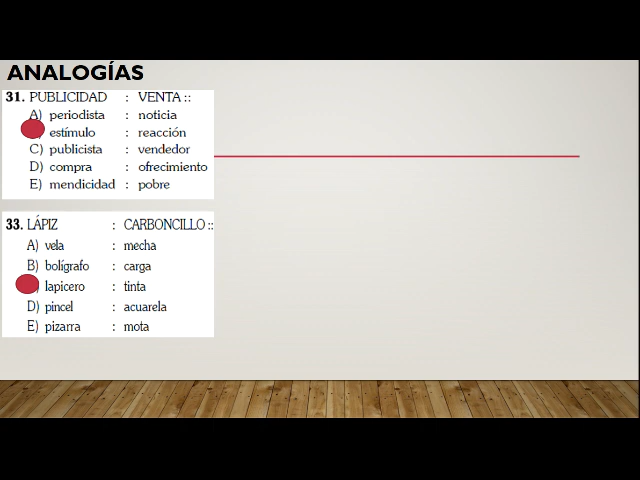 ANALOGÍAS
31. PUBLICIDAD : VENTA ::
A) periodista : noticia
estímulo : reacción
C) publicista : vendedor
D) compra : ofrecimiento
E) mendicidad : pobre
33. LÁPIZ : CARBONCILLO ::
A) vela : mecha
B) bolígrafo : carga
lapicero : tinta
D) pincel : acuarela
E) pizarra : mota